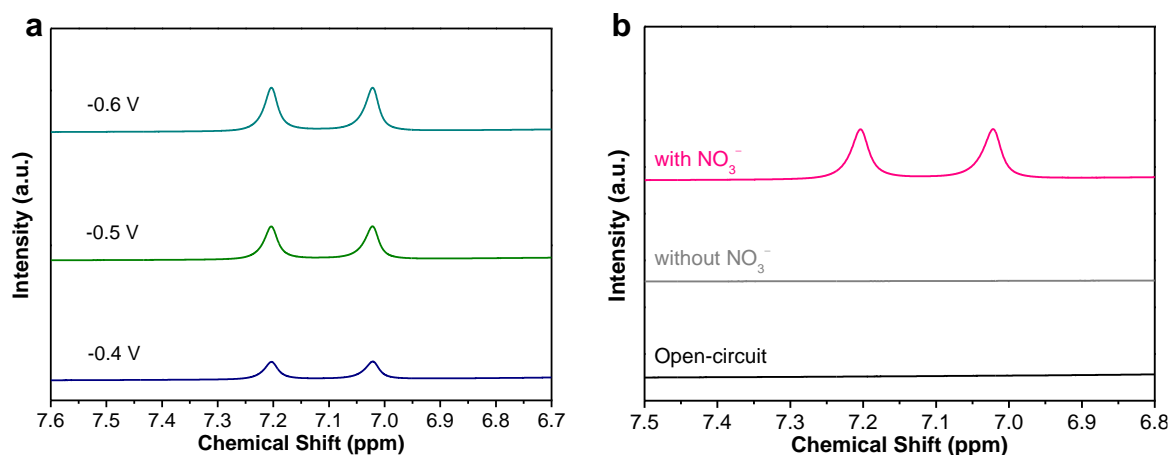 a
-0.6 V
-0.5 V
-0.4 V
7.6 7.5 7.4 7.3 7.2 7.1 7.0 6.9 6.8 6.7
Chemical Shift (ppm)
Intensity (a.u.)
b
with NO₃⁻
without NO₃⁻
Open-circuit
7.5 7.4 7.3 7.2 7.1 7.0 6.9 6.8
Chemical Shift (ppm)
Intensity (a.u.)